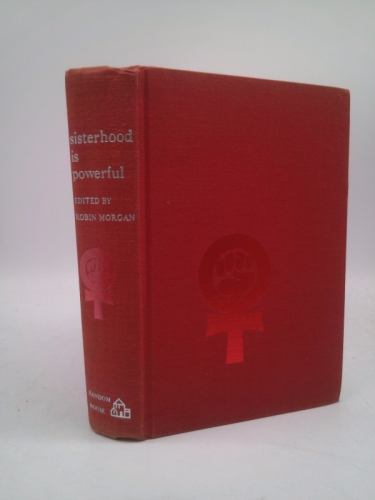 sisterhood
is
powerful
EDITED BY
ROBIN MORGAN
RANDOM
HOUSE